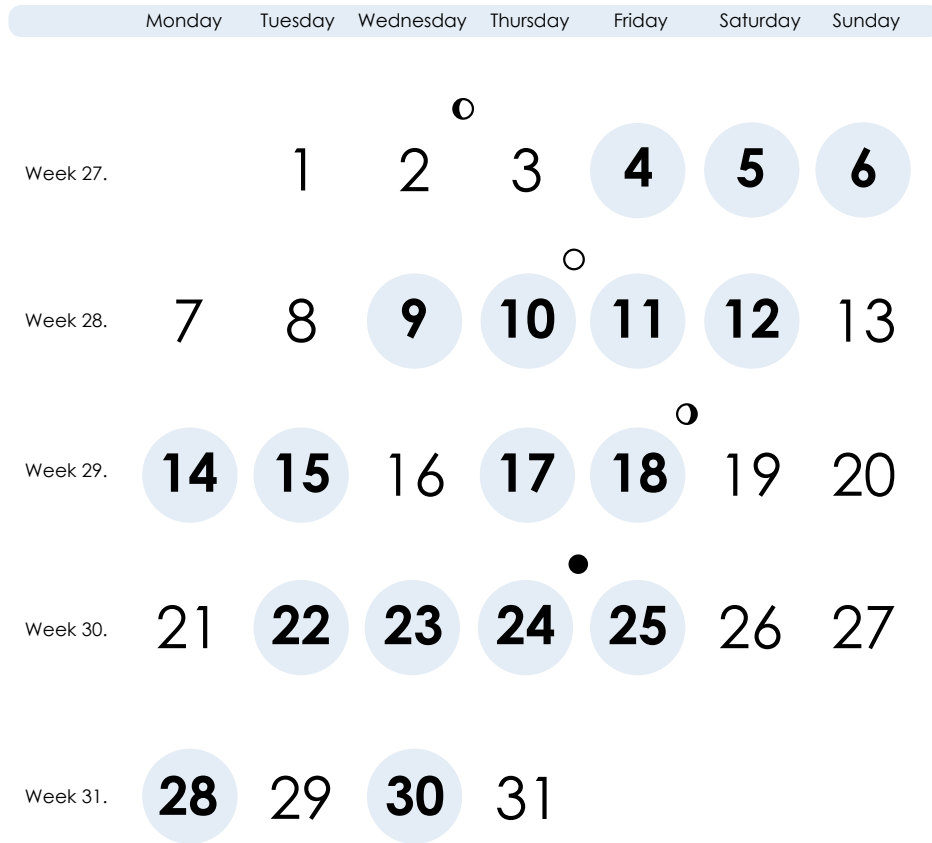 Monday Tuesday Wednesday Thursday Friday Saturday Sunday
Week 27. 1 2 3 4 5 6
Week 28. 7 8 9 10 11 12 13
Week 29. 14 15 16 17 18 19 20
Week 30. 21 22 23 24 25 26 27
Week 31. 28 29 30 31